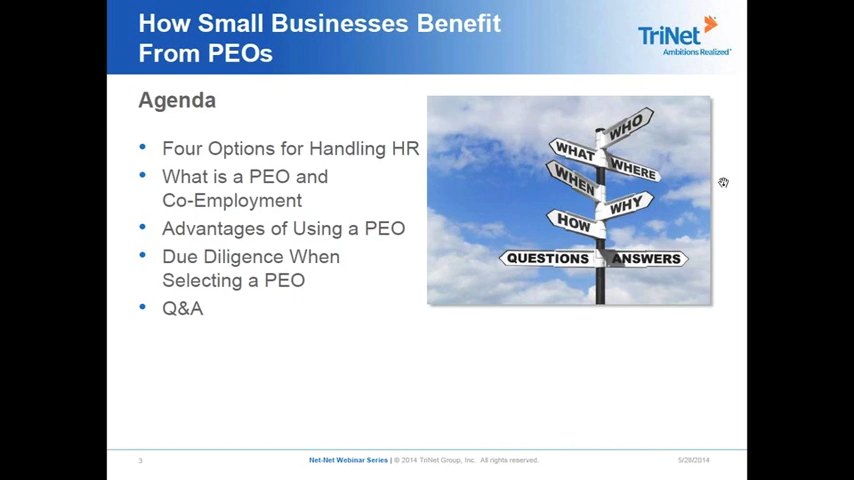 How Small Businesses Benefit
From PEOs
TriNet
Ambitions Realized
Agenda
• Four Options for Handling HR
• What is a PEO and
Co-Employment
• Advantages of Using a PEO
• Due Diligence When
Selecting a PEO
• Q&A
WHO
WHAT
WHERE
WHEN
WHY
HOW
QUESTIONS
ANSWERS
3
Net-Net Webinar Series | © 2014 TriNet Group, Inc. All rights reserved.
5/28/2014